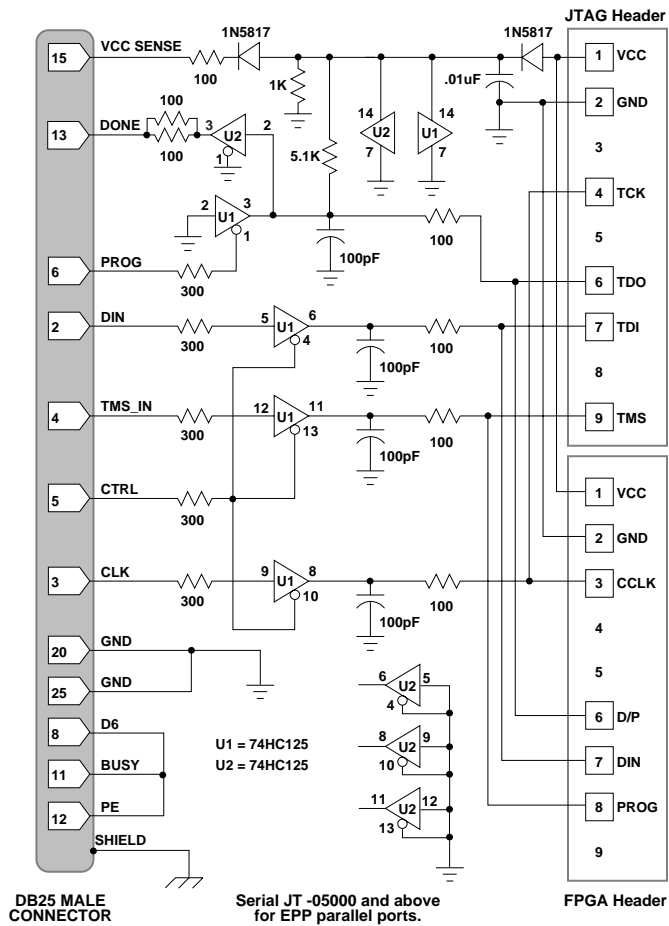 JTAG Header
15 VCC SENSE
100
1N5817
1K
5.1K
14 U2 7
14 U1 7
.01uF
1N5817
1 VCC
2 GND
3
4 TCK
5
6 TDO
7 TDI
8
9 TMS
13 DONE
100
100
3 U2 2
1
2 U1 3
1
100pF
100
6 PROG
300
2 DIN
300
5 U1 6
4
100pF
100
4 TMS_IN
300
12 U1 11
13
100pF
100
5 CTRL
300
3 CLK
300
9 U1 8
10
100pF
100
1 VCC
2 GND
3 CCLK
4
5
6 D/P
7 DIN
8 PROG
9
20 GND
25 GND
8 D6
11 BUSY
12 PE
SHIELD
U1 = 74HC125
U2 = 74HC125
6 U2 5
4
8 U2 9
10
11 U2 12
13
DB25 MALE
CONNECTOR
Serial JT -05000 and above
for EPP parallel ports.
FPGA Header